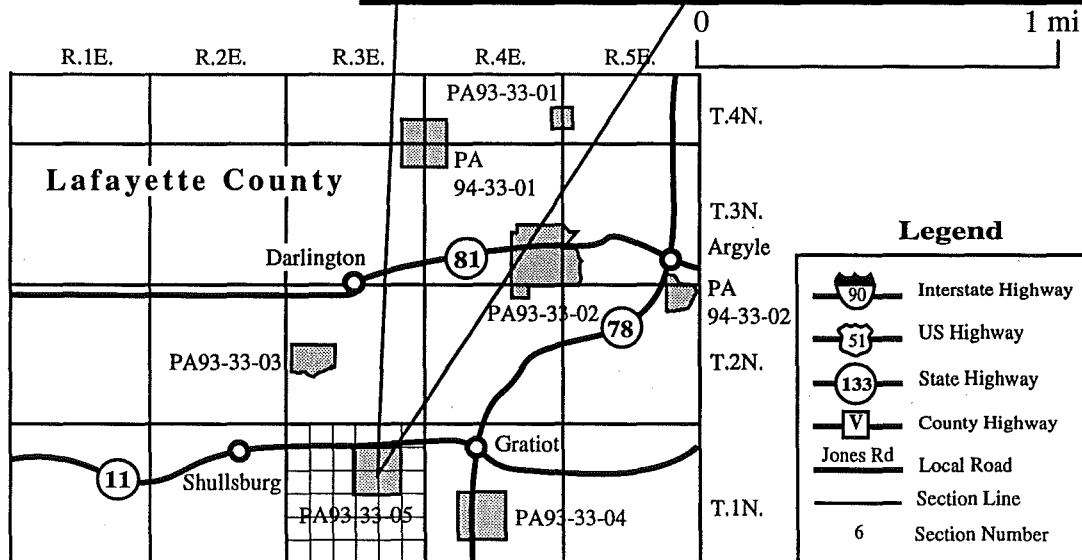 0 1 mi
R.1E. R.2E. R.3E. R.4E. R.5E.
PA93-33-01
T.4N.
PA
94-33-01
Lafayette County
T.3N.
Legend
Darlington
81
Argyle
90 Interstate Highway
PA93-33-02
PA
94-33-02
78
51 US Highway
PA93-33-03
T.2N.
133 State Highway
V County Highway
Gratiot
Jones Rd Local Road
11
Shullsburg
Section Line
PA93-33-05
PA93-33-04
T.1N.
6 Section Number